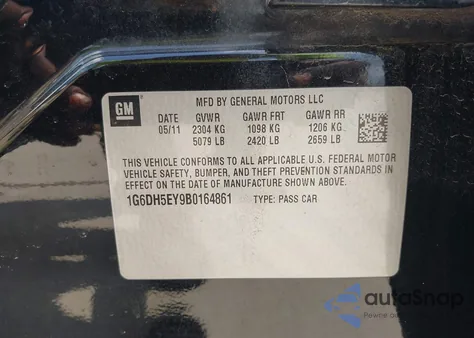 GM
MFD BY GENERAL MOTORS LLC
DATE GVWR GAWR FRT GAWR RR
05/11 2304 KG 1098 KG 1206 KG
5079 LB 2420 LB 2659 LB
THIS VEHICLE CONFORMS TO ALL APPLICABLE U.S. FEDERAL MOTOR
VEHICLE SAFETY, BUMPER, AND THEFT PREVENTION STANDARDS IN
EFFECT ON THE DATE OF MANUFACTURE SHOWN ABOVE.
1G6DH5EY9B0164861 TYPE: PASS CAR
autoSnap